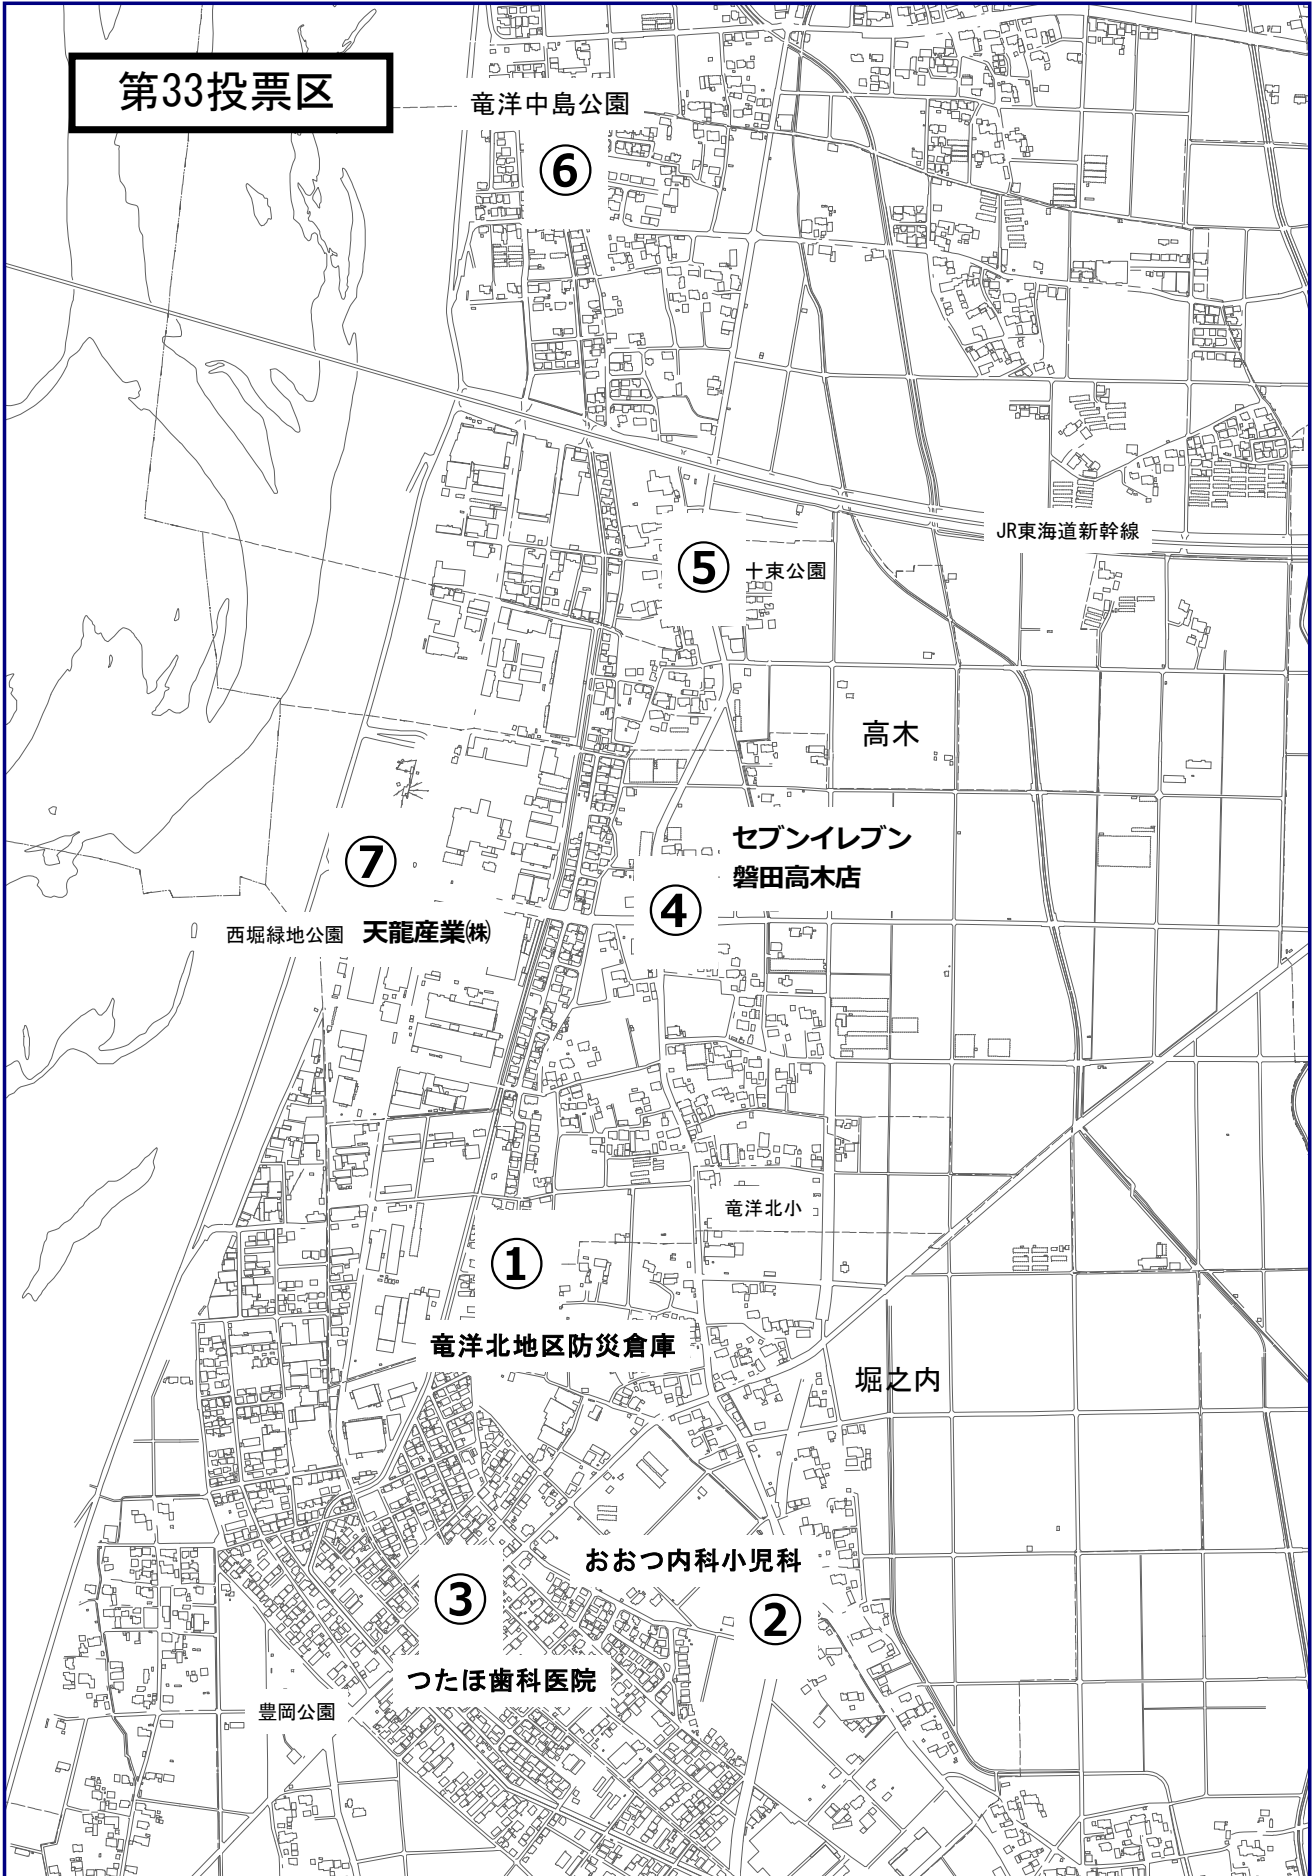 第33投票区
竜洋中島公園
⑥
JR東海道新幹線
⑤
十束公園
高木
セブンイレブン
磐田高木店
⑦
④
西堀緑地公園
天龍産業㈱
竜洋北小
①
竜洋北地区防災倉庫
堀之内
おおつ内科小児科
③
②
つたほ歯科医院
豊岡公園